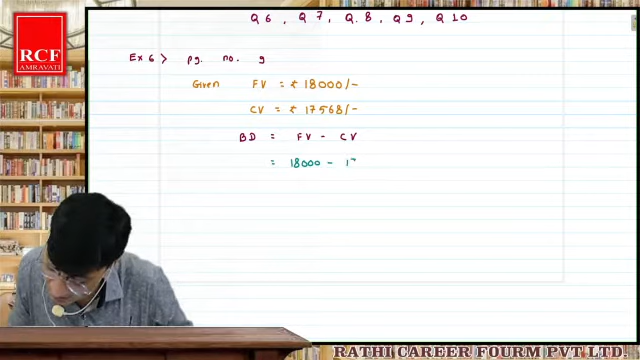 Q 6 , Q 7 , Q. 8 , Q 9 , Q 10
RCF
AMRAVATI
Ex 6 > pg. no. 9
Given FV = ₹ 18000/-
CV = ₹ 17568/-
BD = FV - CV
= 18000 - 17
RATHI CAREER FOURM PVT LTD